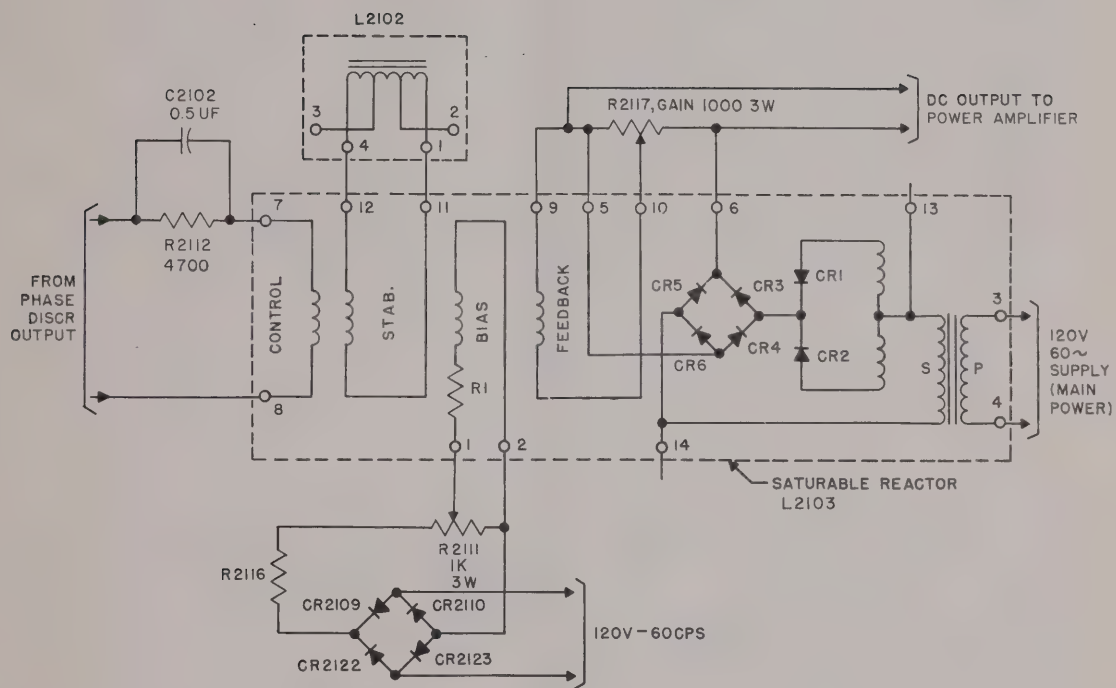 L2102
C2102
0.5UF
3
2
4
1
R2117, GAIN 1000 3W
DC OUTPUT TO
POWER AMPLIFIER
7
12
11
9
5
10
6
13
R2112
4700
FROM
PHASE
DISCR
OUTPUT
CONTROL
STAB.
BIAS
R1
FEEDBACK
CR5
CR3
CR6
CR4
CR1
CR2
S
P
3
4
120V
60~
SUPPLY
(MAIN
POWER)
8
1
2
14
SATURABLE REACTOR
L2103
R2111
1K
3W
R2116
CR2109
CR2110
CR2122
CR2123
120V-60CPS